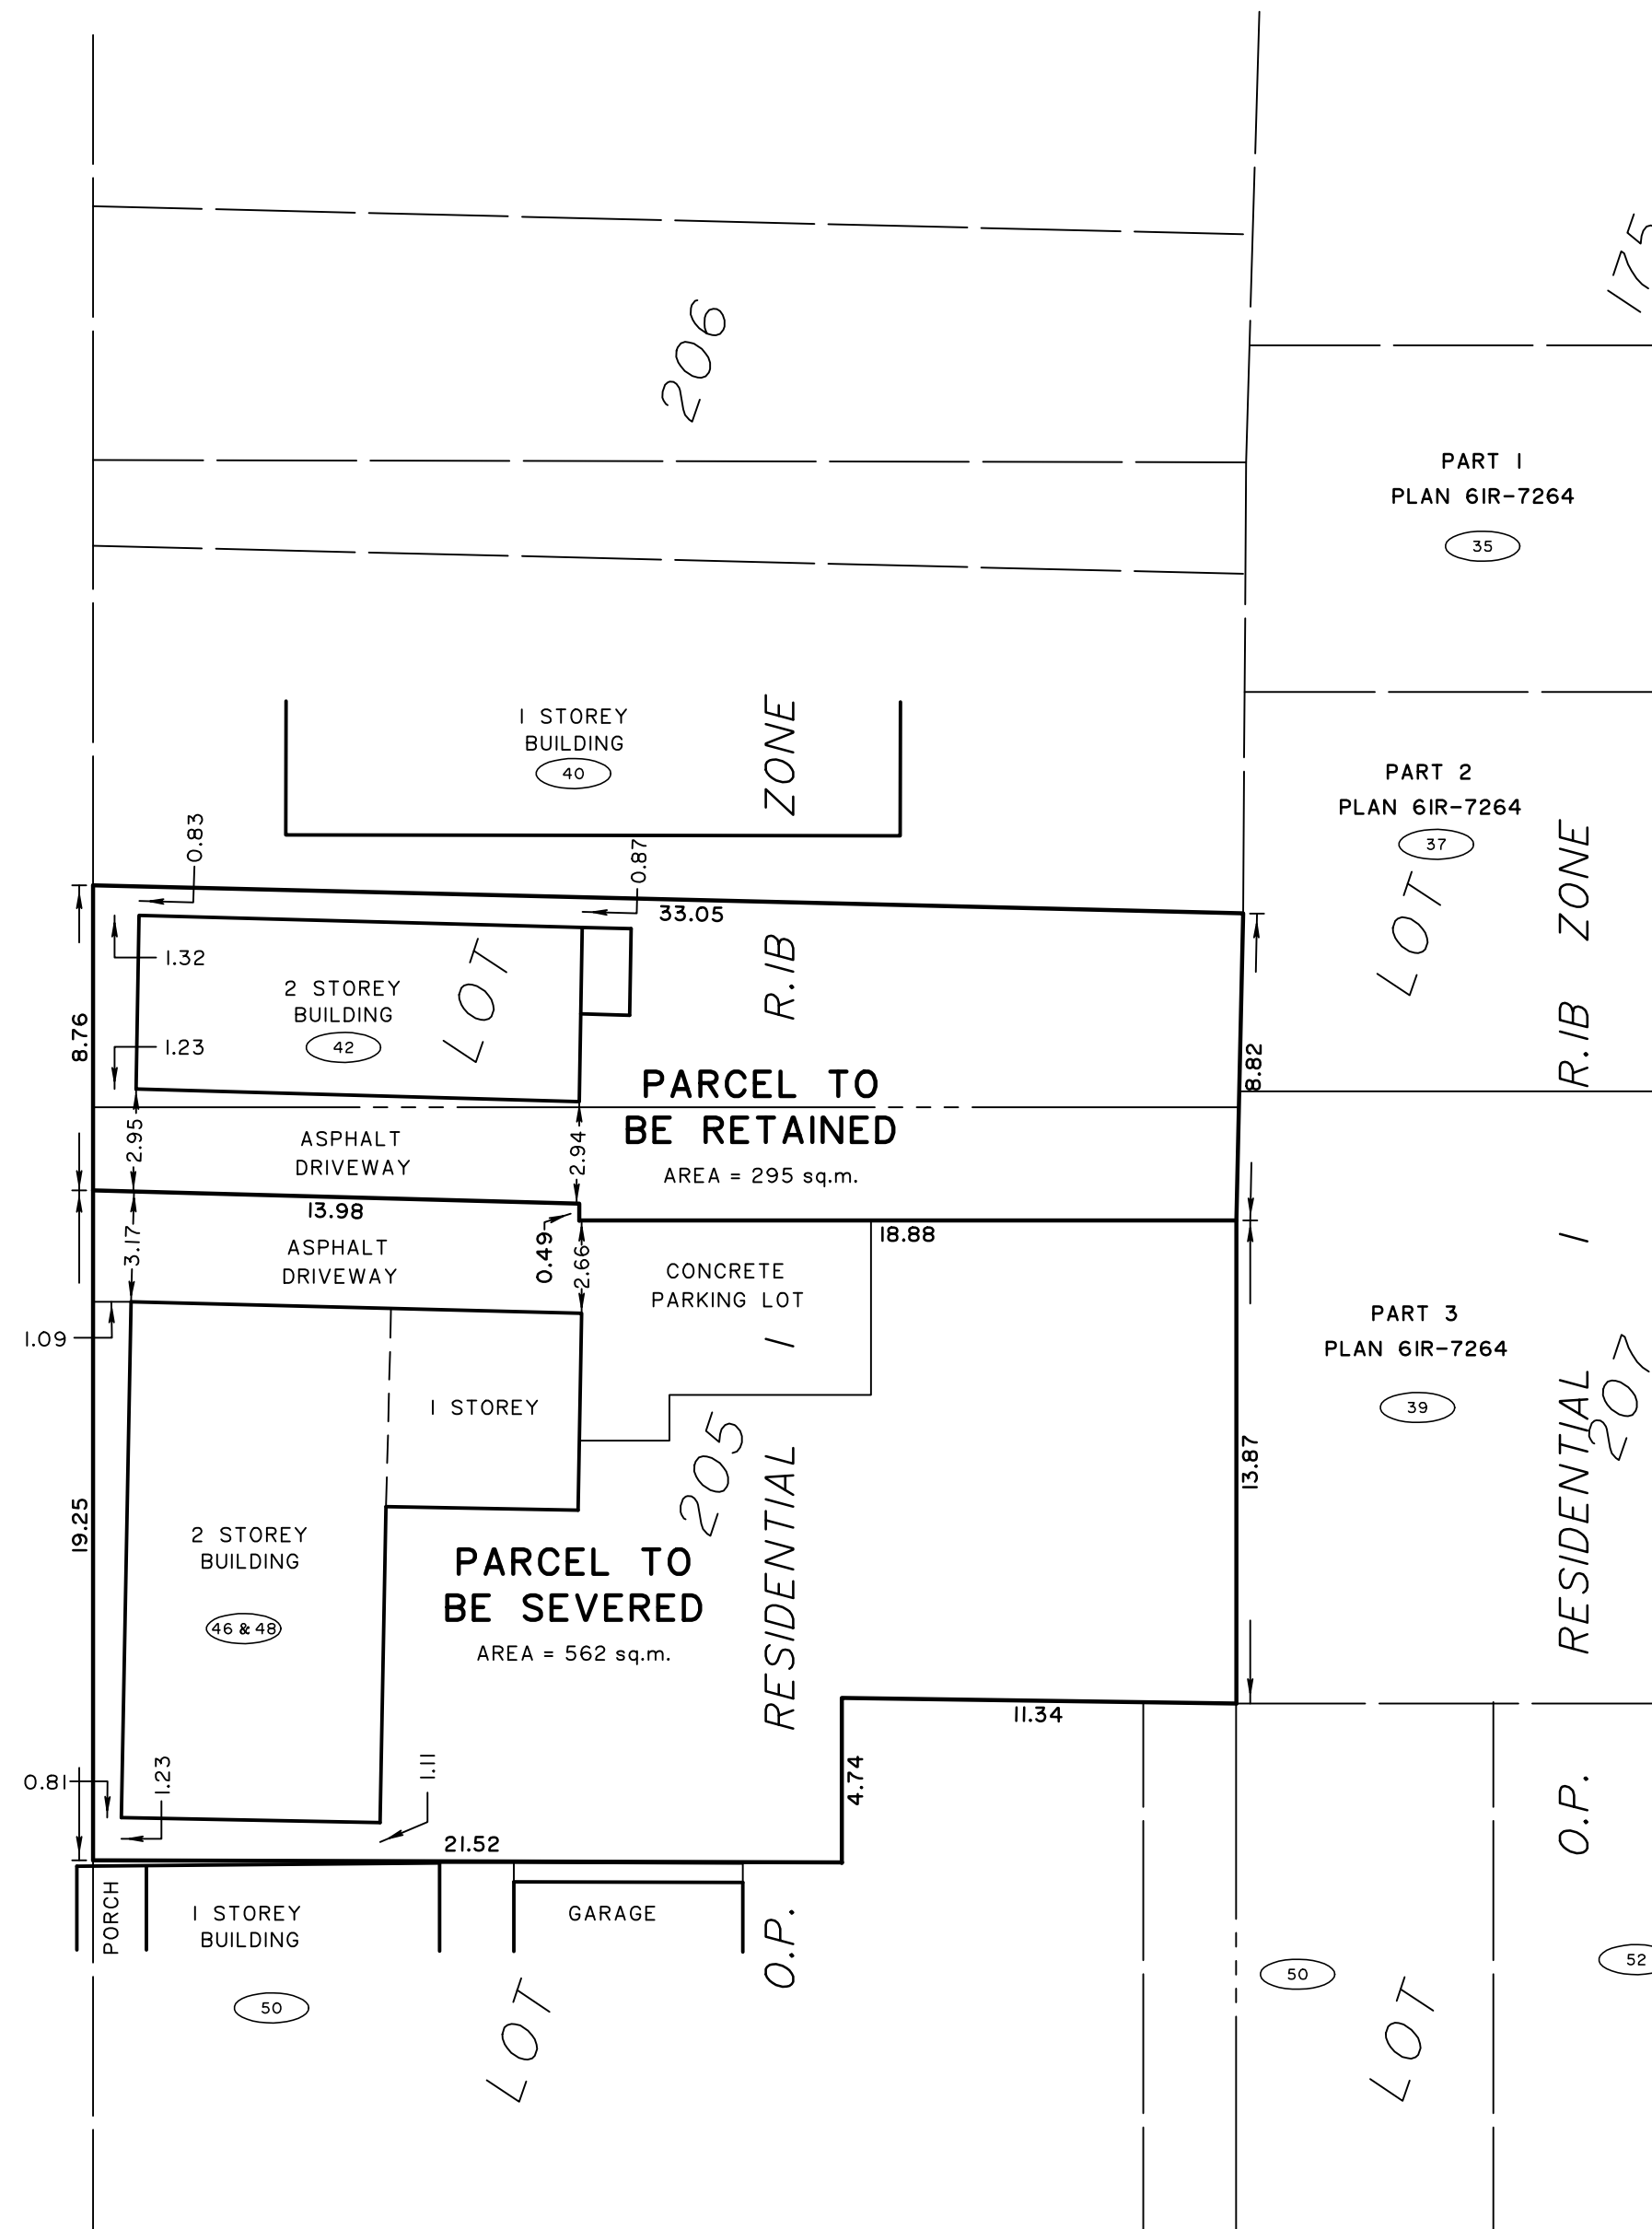 175
206
PART 1
PLAN 61R-7264
35
1 STOREY
BUILDING
40
ZONE
PART 2
PLAN 61R-7264
37
ZONE
0.83
0.87
33.05
LOT
R.1B
LOT
1.32
2 STOREY
BUILDING
42
1.23
8.76
R.1B
8.82
PARCEL TO
BE RETAINED
AREA = 295 sq.m.
2.95
ASPHALT
DRIVEWAY
2.94
13.98
18.88
3.17
ASPHALT
DRIVEWAY
0.49
2.66
CONCRETE
PARKING LOT
1
1
PART 3
PLAN 61R-7264
39
1.09
1 STOREY
205
207
13.87
RESIDENTIAL
RESIDENTIAL
19.25
2 STOREY
BUILDING
46 & 48
PARCEL TO
BE SEVERED
AREA = 562 sq.m.
11.34
4.74
0.81
1.23
1.11
21.52
O.P.
PORCH
1 STOREY
BUILDING
GARAGE
O.P.
50
50
52
LOT
LOT